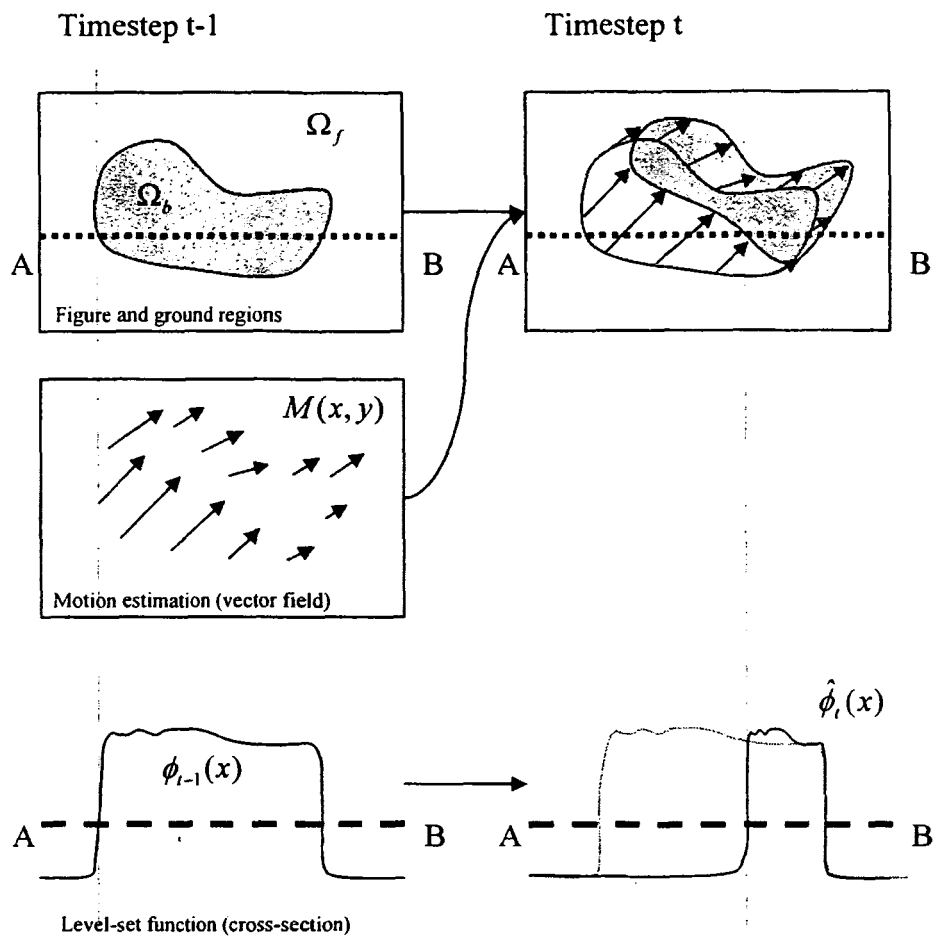 Timestep t-1
Timestep t
Ω_f
Ω_b
A
B
A
B
Figure and ground regions
M(x, y)
Motion estimation (vector field)
ϕ̂_t(x)
ϕ_{t-1}(x)
A
B
A
B
Level-set function (cross-section)